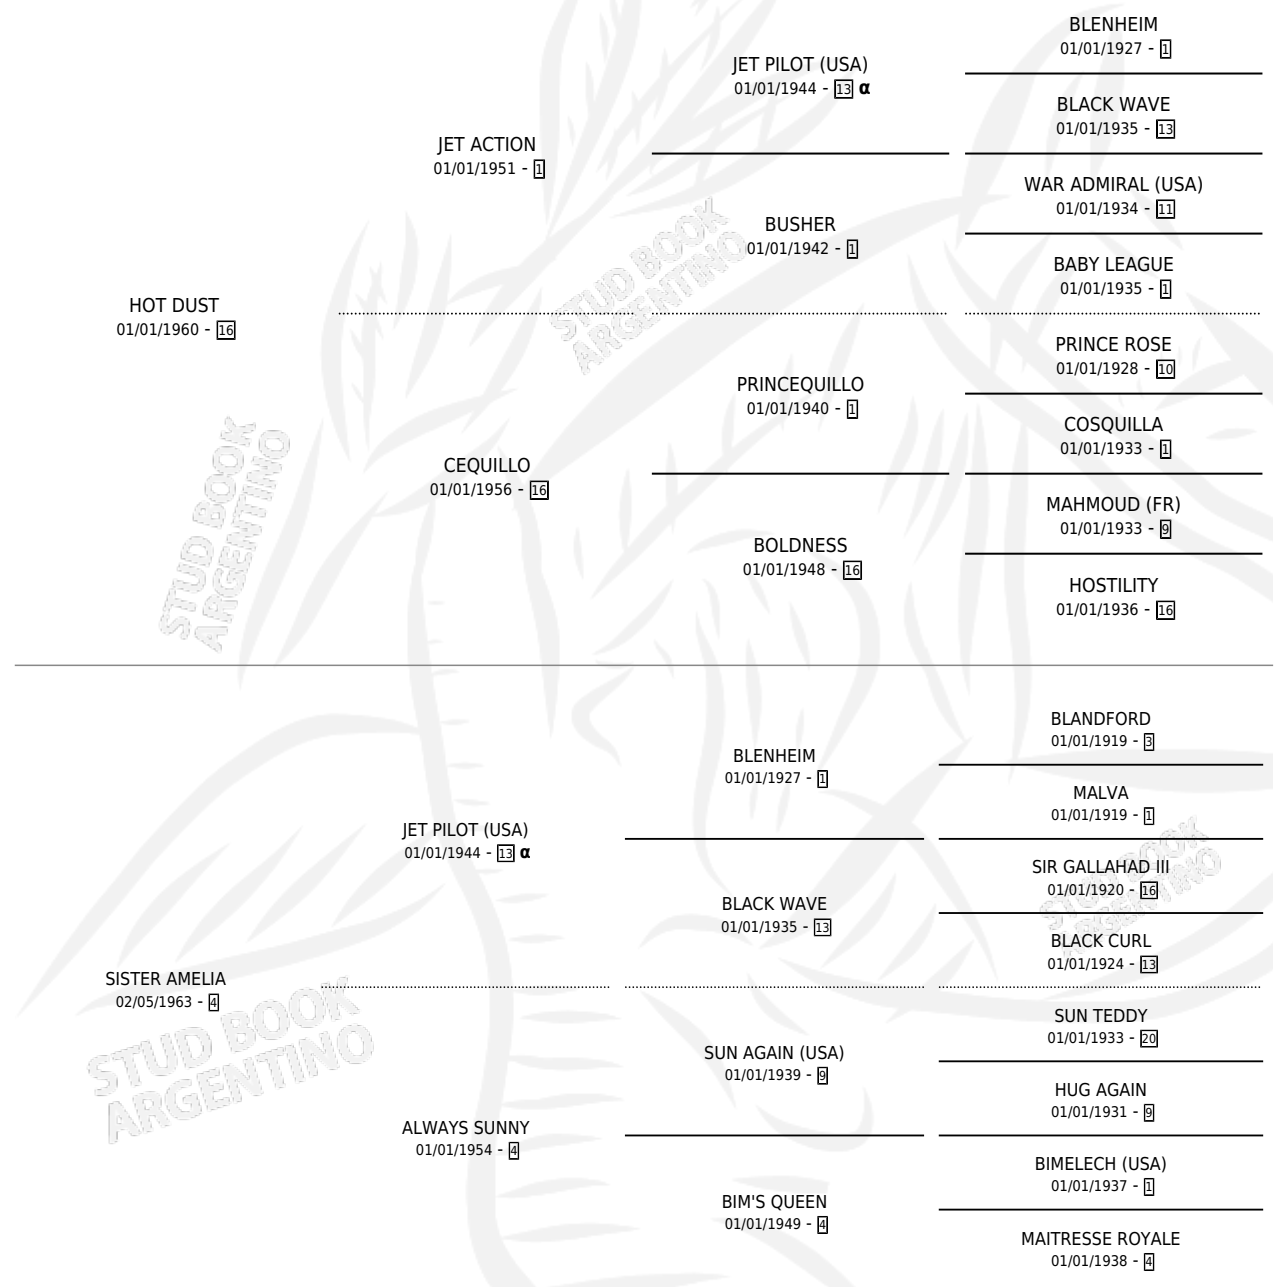 BLENHEIM
01/01/1927 - 1
JET PILOT (USA)
01/01/1944 - 13 α
BLACK WAVE
01/01/1935 - 13
JET ACTION
01/01/1951 - 1
WAR ADMIRAL (USA)
01/01/1934 - 11
BUSHER
01/01/1942 - 1
BABY LEAGUE
01/01/1935 - 1
HOT DUST
01/01/1960 - 16
PRINCE ROSE
01/01/1928 - 10
PRINCEQUILLO
01/01/1940 - 1
COSQUILLA
01/01/1933 - 1
CEQUILLO
01/01/1956 - 16
MAHMOUD (FR)
01/01/1933 - 9
BOLDNESS
01/01/1948 - 16
HOSTILITY
01/01/1936 - 16
BLANDFORD
01/01/1919 - 3
BLENHEIM
01/01/1927 - 1
MALVA
01/01/1919 - 1
JET PILOT (USA)
01/01/1944 - 13 α
SIR GALLAHAD III
01/01/1920 - 16
BLACK WAVE
01/01/1935 - 13
BLACK CURL
01/01/1924 - 13
SISTER AMELIA
02/05/1963 - 4
SUN TEDDY
01/01/1933 - 20
SUN AGAIN (USA)
01/01/1939 - 9
HUG AGAIN
01/01/1931 - 9
ALWAYS SUNNY
01/01/1954 - 4
BIMELECH (USA)
01/01/1937 - 1
BIM'S QUEEN
01/01/1949 - 4
MAITRESSE ROYALE
01/01/1938 - 4
STUD BOOK
ARGENTINO
STUD BOOK
ARGENTINO
STUD BOOK
ARGENTINO
STUD BOOK
ARGENTINO